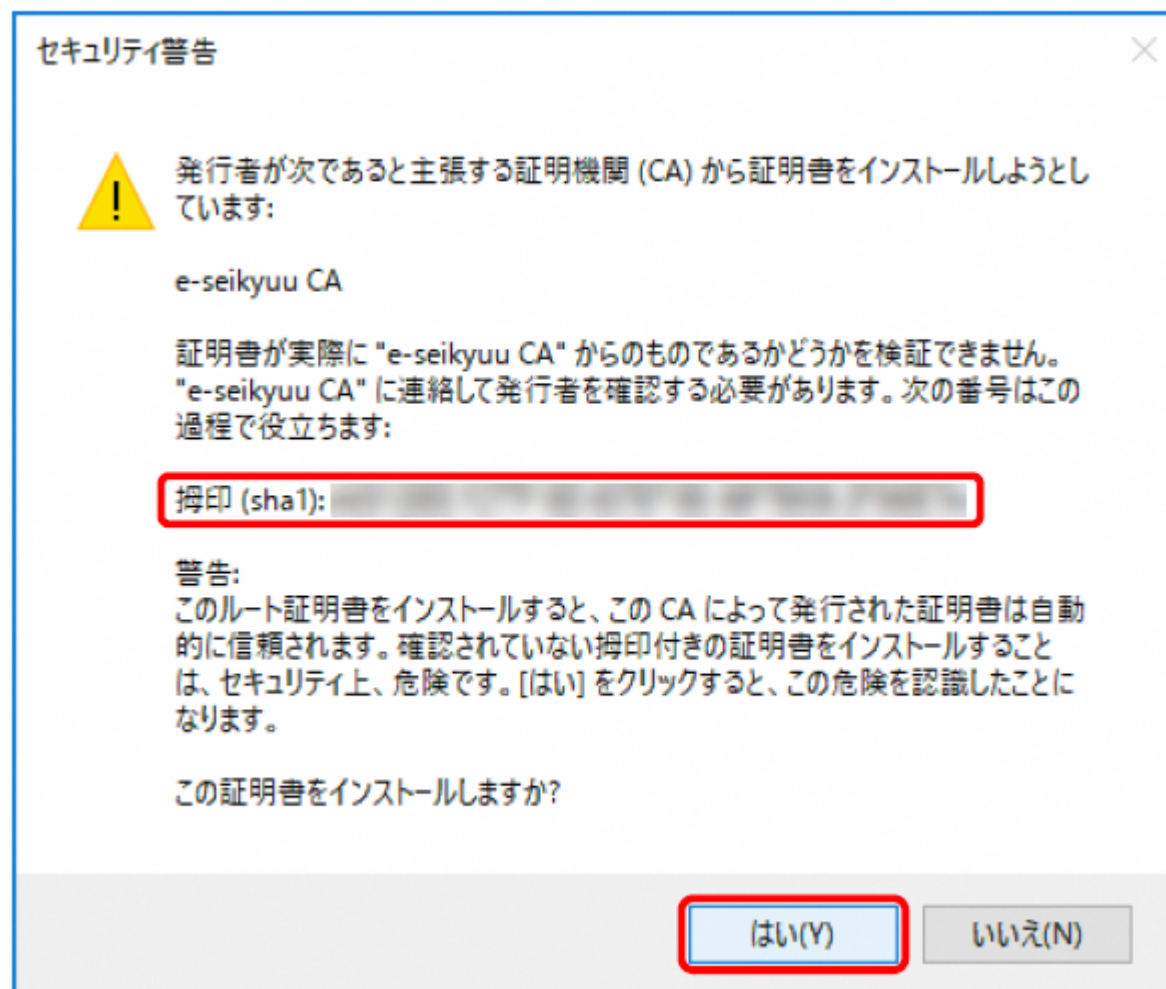 セキュリティ警告
発行者が次であると主張する証明機関 (CA) から証明書をインストールしようとし
ています:
e-seikyuu CA
証明書が実際に "e-seikyuu CA" からのものであるかどうかを検証できません。
"e-seikyuu CA" に連絡して発行者を確認する必要があります。次の番号はこの
過程で役立ちます:
拇印 (sha1):
警告:
このルート証明書をインストールすると、この CA によって発行された証明書は自動
的に信頼されます。確認されていない拇印付きの証明書をインストールすること
は、セキュリティ上、危険です。[はい] をクリックすると、この危険を認識したことに
なります。
この証明書をインストールしますか?
はい(Y)
いいえ(N)